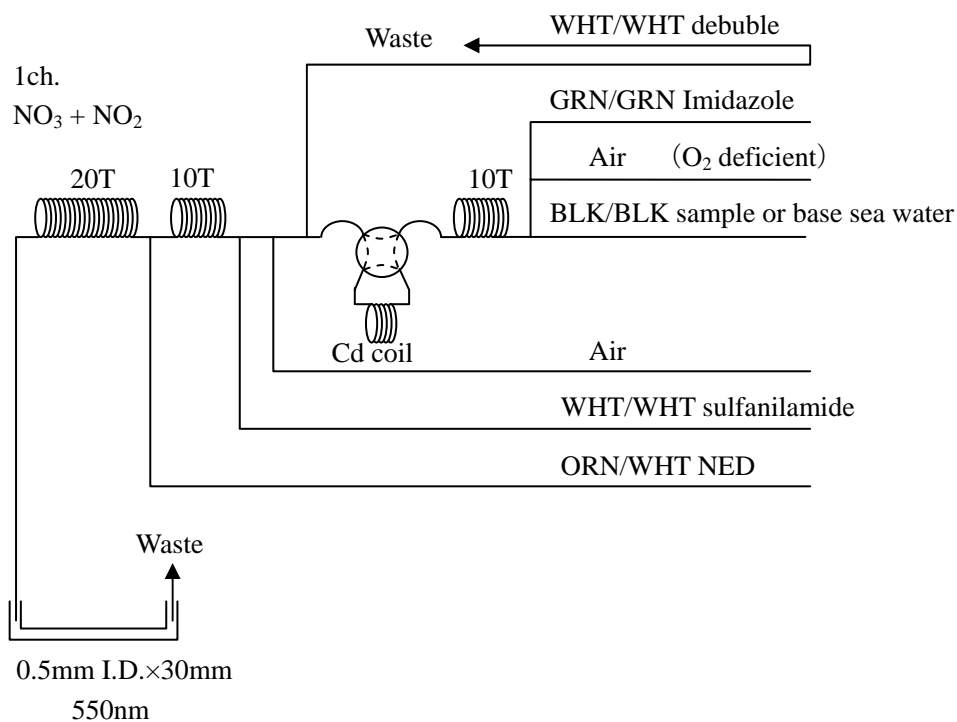 Waste
WHT/WHT debuble
1ch.
NO₃ + NO₂
GRN/GRN Imidazole
Air (O₂ deficient)
20T
10T
10T
BLK/BLK sample or base sea water
Cd coil
Air
WHT/WHT sulfanilamide
ORN/WHT NED
Waste
0.5mm I.D.×30mm
550nm